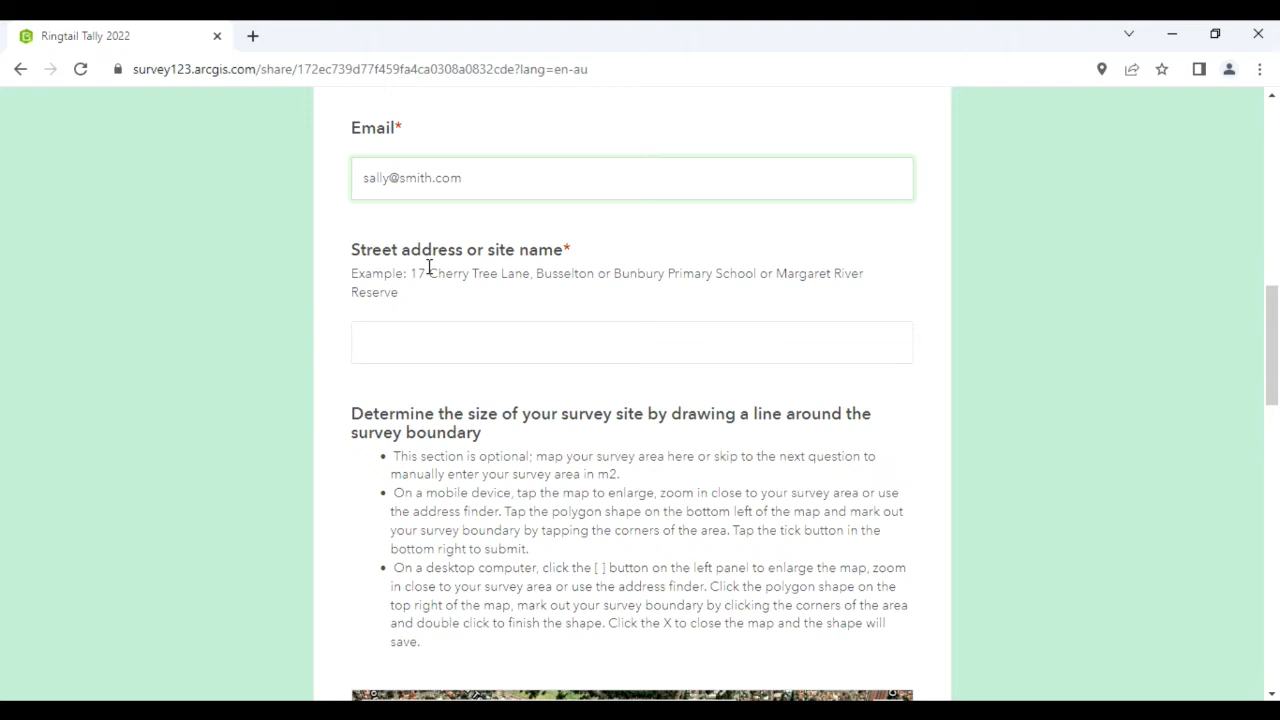 Ringtail Tally 2022
survey123.arcgis.com/share/172ec739d77f459fa4ca0308a0832cde?lang=en-au
Email*
sally@smith.com
Street address or site name*
Example: 17 Cherry Tree Lane, Busselton or Bunbury Primary School or Margaret River
Reserve
Determine the size of your survey site by drawing a line around the
survey boundary
• This section is optional; map your survey area here or skip to the next question to
manually enter your survey area in m2.
• On a mobile device, tap the map to enlarge, zoom in close to your survey area or use
the address finder. Tap the polygon shape on the bottom left of the map and mark out
your survey boundary by tapping the corners of the area. Tap the tick button in the
bottom right to submit.
• On a desktop computer, click the [ ] button on the left panel to enlarge the map, zoom
in close to your survey area or use the address finder. Click the polygon shape on the
top right of the map, mark out your survey boundary by clicking the corners of the area
and double click to finish the shape. Click the X to close the map and the shape will
save.